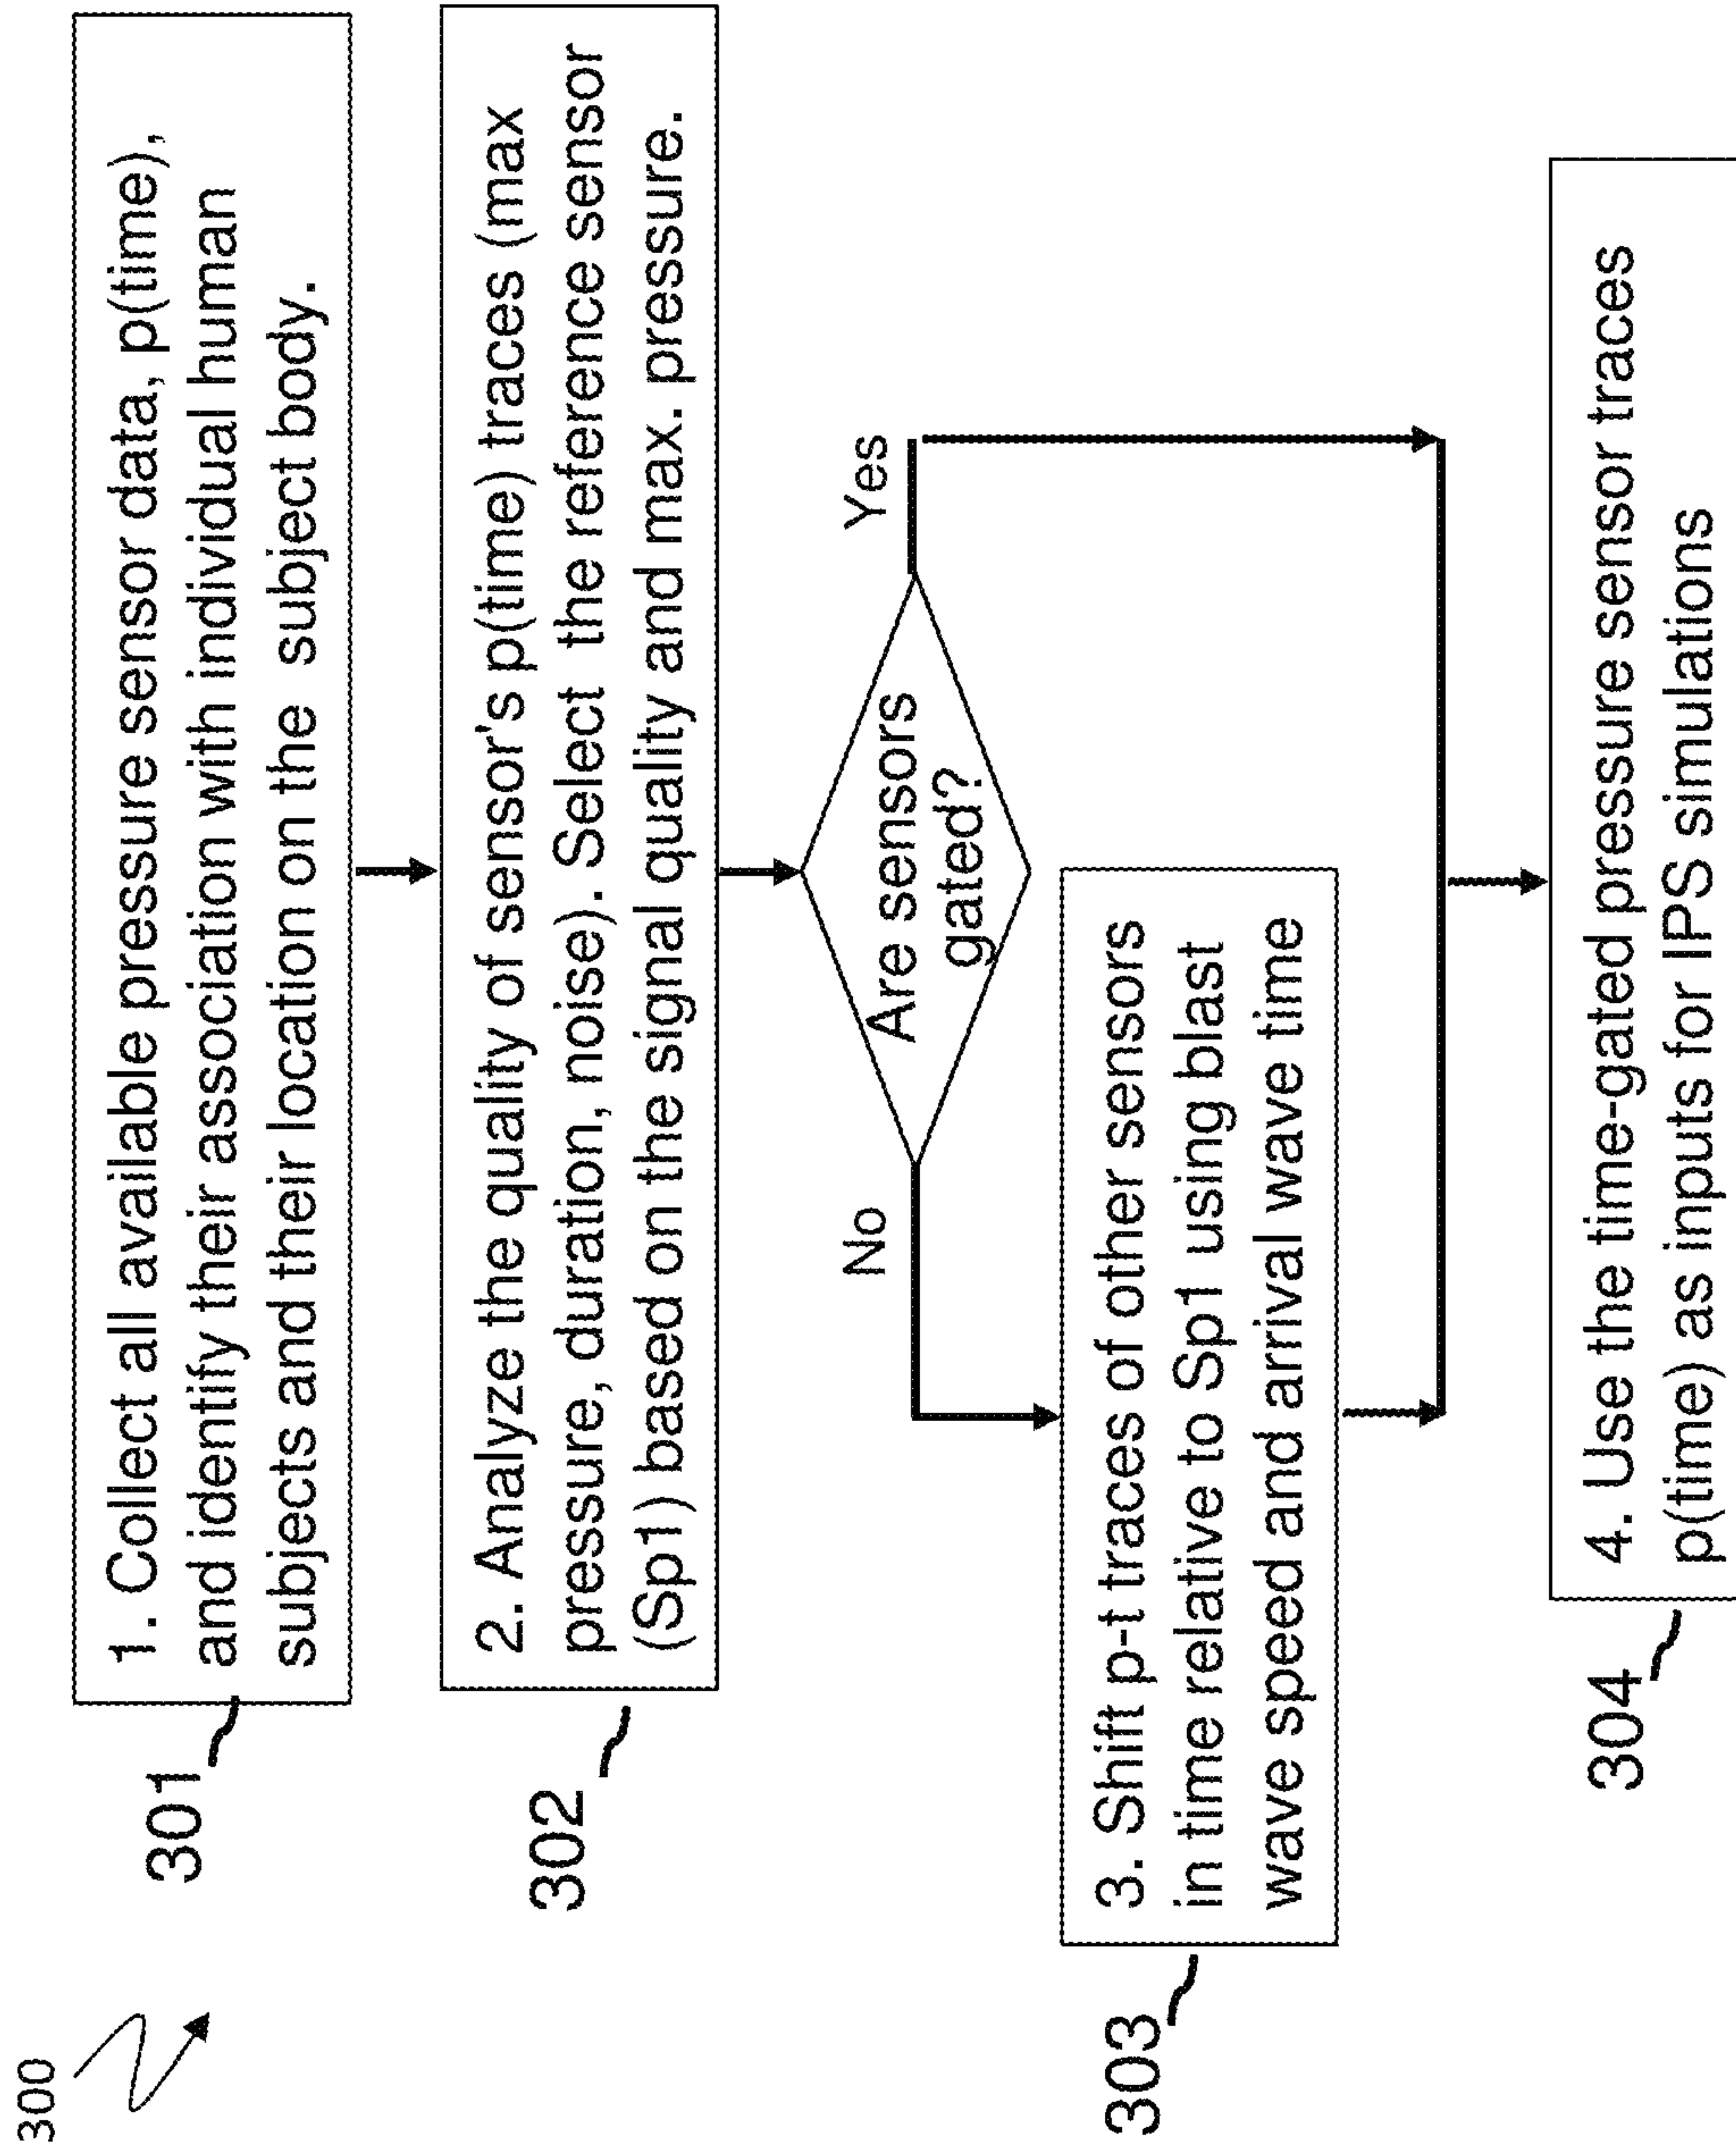 300
301
1. Collect all available pressure sensor data, p(time),
and identify their association with individual human
subjects and their location on the subject body.
302
2. Analyze the quality of sensor's p(time) traces (max
pressure, duration, noise). Select the reference sensor
(Sp1) based on the signal quality and max. pressure.
Are sensors
gated?
No
Yes
303
3. Shift p-t traces of other sensors
in time relative to Sp1 using blast
wave speed and arrival wave time
304
4. Use the time-gated pressure sensor traces
p(time) as inputs for IPS simulations